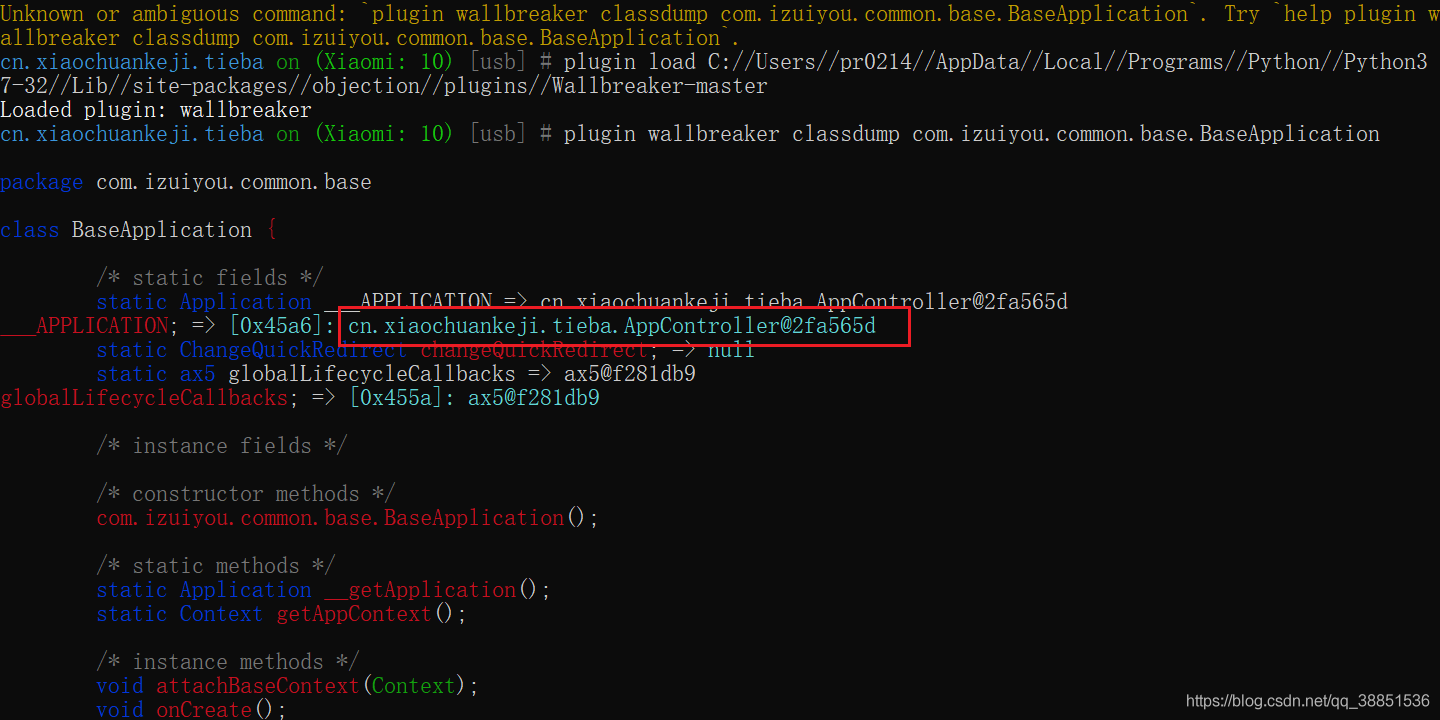 Unknown or ambiguous command: `plugin wallbreaker classdump com.izuiyou.common.base.BaseApplication`. Try `help plugin w
allbreaker classdump com.izuiyou.common.base.BaseApplication`.
cn.xiaochuankeji.tieba on (Xiaomi: 10) [usb] # plugin load C://Users//pr0214//AppData//Local//Programs//Python//Python3
7-32//Lib//site-packages//objection//plugins//Wallbreaker-master
Loaded plugin: wallbreaker
cn.xiaochuankeji.tieba on (Xiaomi: 10) [usb] # plugin wallbreaker classdump com.izuiyou.common.base.BaseApplication
package com.izuiyou.common.base
class BaseApplication {
/* static fields */
static Application ___APPLICATION => cn.xiaochuankeji.tieba.AppController@2fa565d
___APPLICATION; => [0x45a6]: cn.xiaochuankeji.tieba.AppController@2fa565d
static ChangeQuickRedirect changeQuickRedirect; => null
static ax5 globalLifecycleCallbacks => ax5@f281db9
globalLifecycleCallbacks; => [0x455a]: ax5@f281db9
/* instance fields */
/* constructor methods */
com.izuiyou.common.base.BaseApplication();
/* static methods */
static Application __getApplication();
static Context getAppContext();
/* instance methods */
void attachBaseContext(Context);
void onCreate();
https://blog.csdn.net/qq_38851536